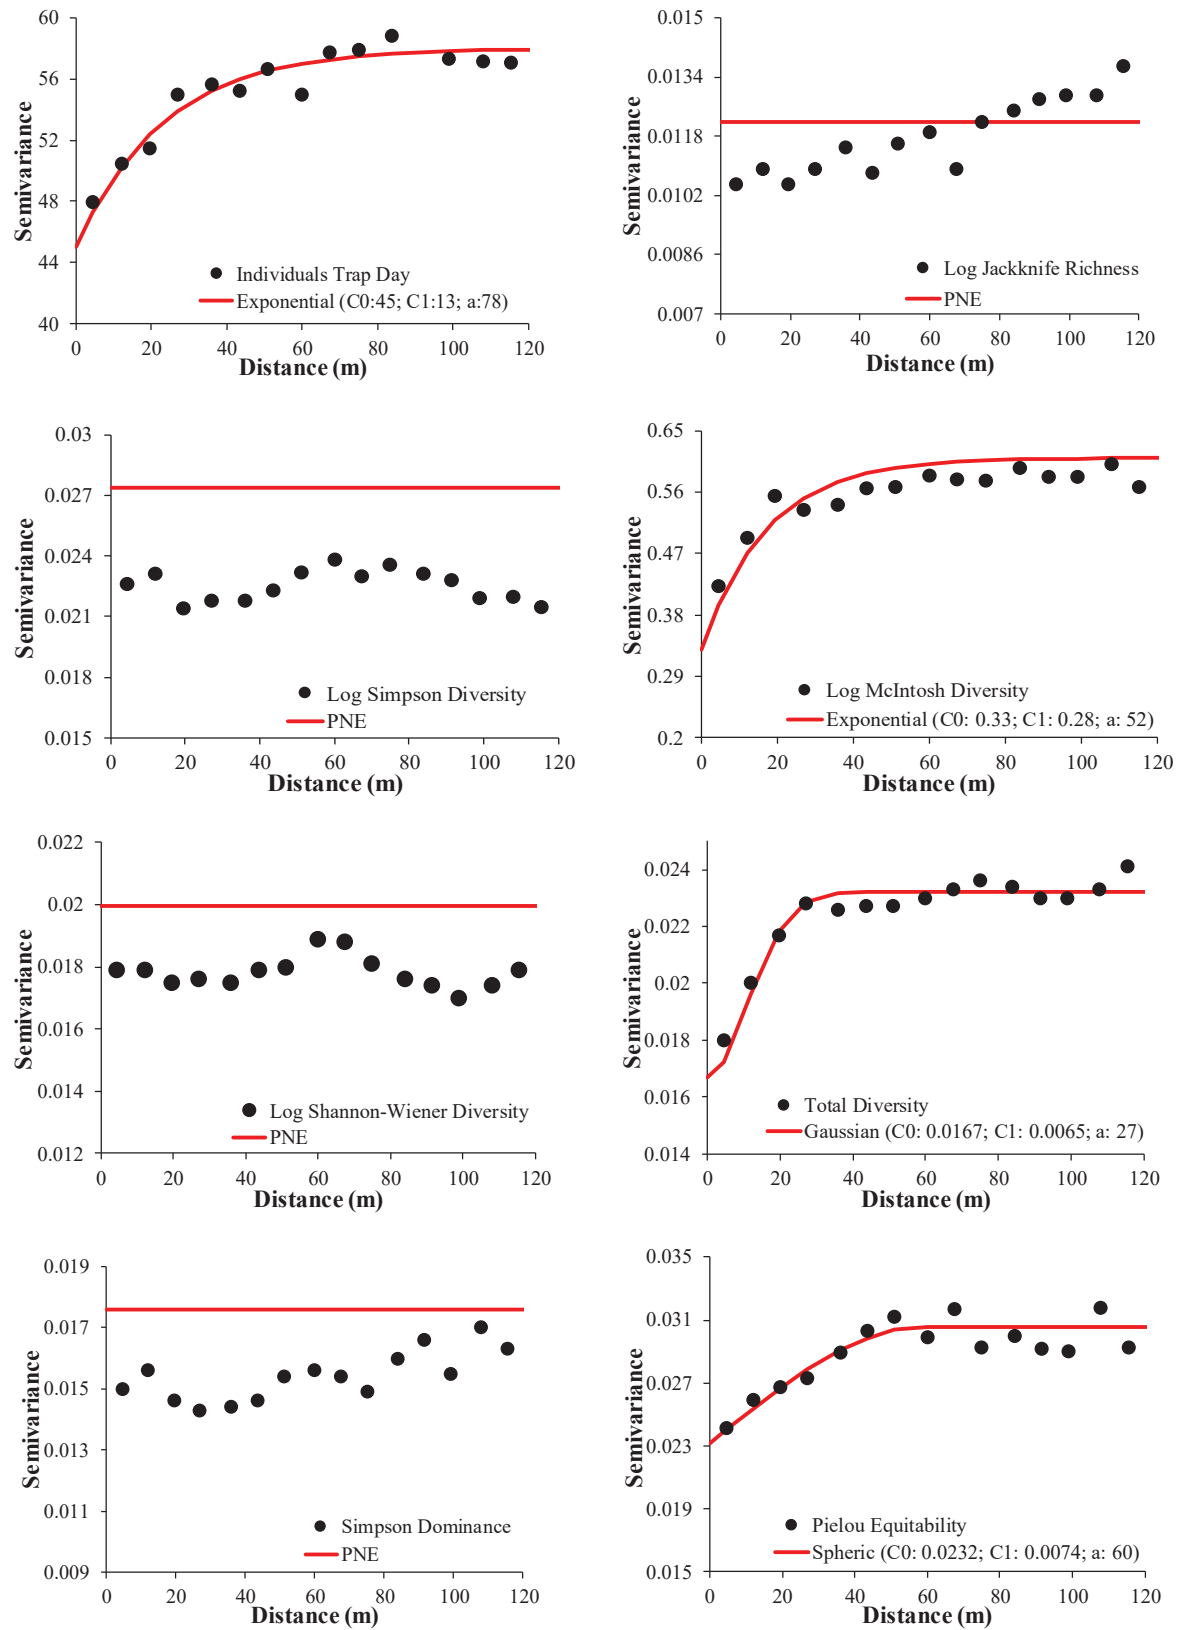 60
56
52
48
44
40
Semivariance
Individuals Trap Day
Exponential (C0:45; C1:13; a:78)
0 20 40 60 80 100 120
Distance (m)
0.015
0.0134
0.0118
0.0102
0.0086
0.007
Semivariance
Log Jackknife Richness
PNE
0 20 40 60 80 100 120
Distance (m)
0.03
0.027
0.024
0.021
0.018
0.015
Semivariance
Log Simpson Diversity
PNE
0 20 40 60 80 100 120
Distance (m)
0.65
0.56
0.47
0.38
0.29
0.2
Semivariance
Log McIntosh Diversity
Exponential (C0: 0.33; C1: 0.28; a: 52)
0 20 40 60 80 100 120
Distance (m)
0.022
0.02
0.018
0.016
0.014
0.012
Semivariance
Log Shannon-Wiener Diversity
PNE
0 20 40 60 80 100 120
Distance (m)
0.024
0.022
0.02
0.018
0.016
0.014
Semivariance
Total Diversity
Gaussian (C0: 0.0167; C1: 0.0065; a: 27)
0 20 40 60 80 100 120
Distance (m)
0.019
0.017
0.015
0.013
0.011
0.009
Semivariance
Simpson Dominance
PNE
0 20 40 60 80 100 120
Distance (m)
0.035
0.031
0.027
0.023
0.019
0.015
Semivariance
Pielou Equitability
Spheric (C0: 0.0232; C1: 0.0074; a: 60)
0 20 40 60 80 100 120
Distance (m)